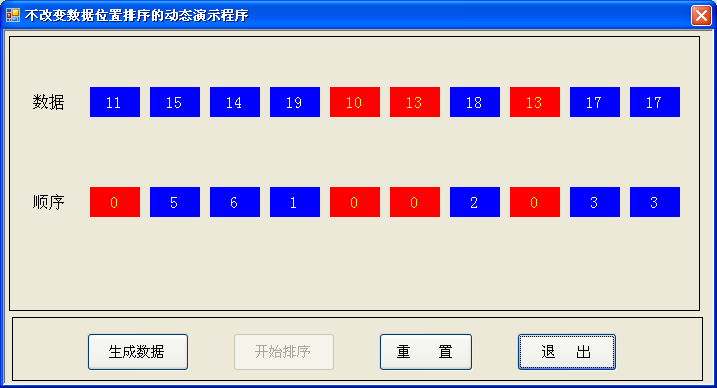 不改变数据位置排序的动态演示程序
数据 11 15 14 19 10 13 18 13 17 17
顺序 0 5 6 1 0 0 2 0 3 3
生成数据 开始排序 重 置 退 出